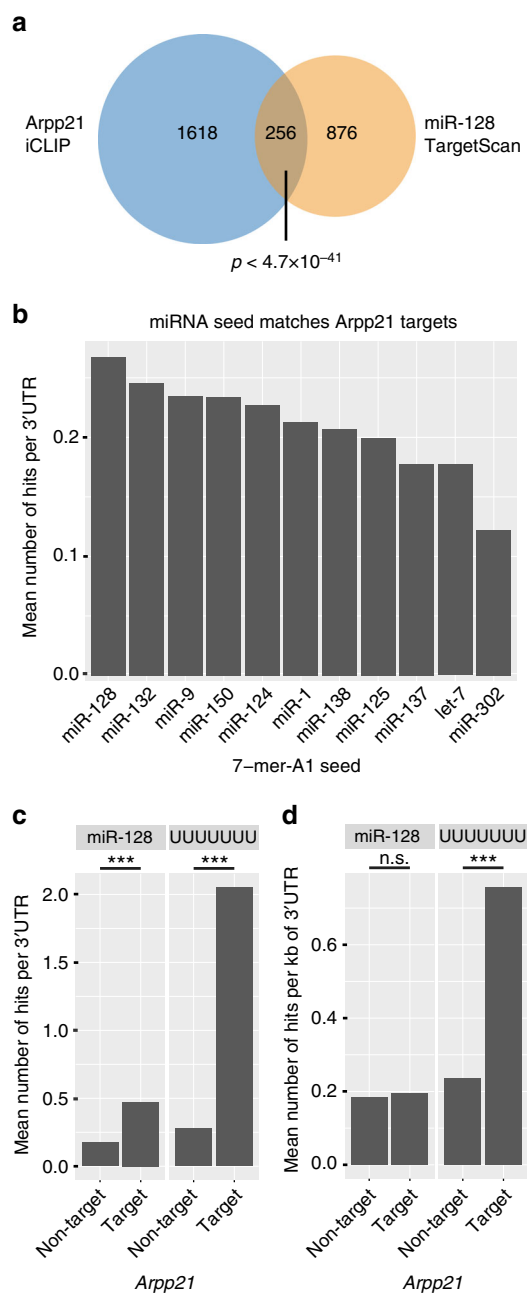 a
Arpp21
iCLIP
1618
256
876
miR-128
TargetScan
p < 4.7×10⁻⁴¹
b
miRNA seed matches Arpp21 targets
Mean number of hits per 3′UTR
0.2
0.1
0.0
miR-128
miR-132
miR-9
miR-150
miR-124
miR-1
miR-138
miR-125
miR-137
let-7
miR-302
7–mer-A1 seed
c
miR-128
UUUUUUU
***
***
Mean number of hits per 3′UTR
2.0
1.5
1.0
0.5
0.0
Non-target
Target
Non-target
Target
Arpp21
d
miR-128
UUUUUUU
n.s.
***
Mean number of hits per kb of 3′UTR
0.6
0.4
0.2
0.0
Non-target
Target
Non-target
Target
Arpp21